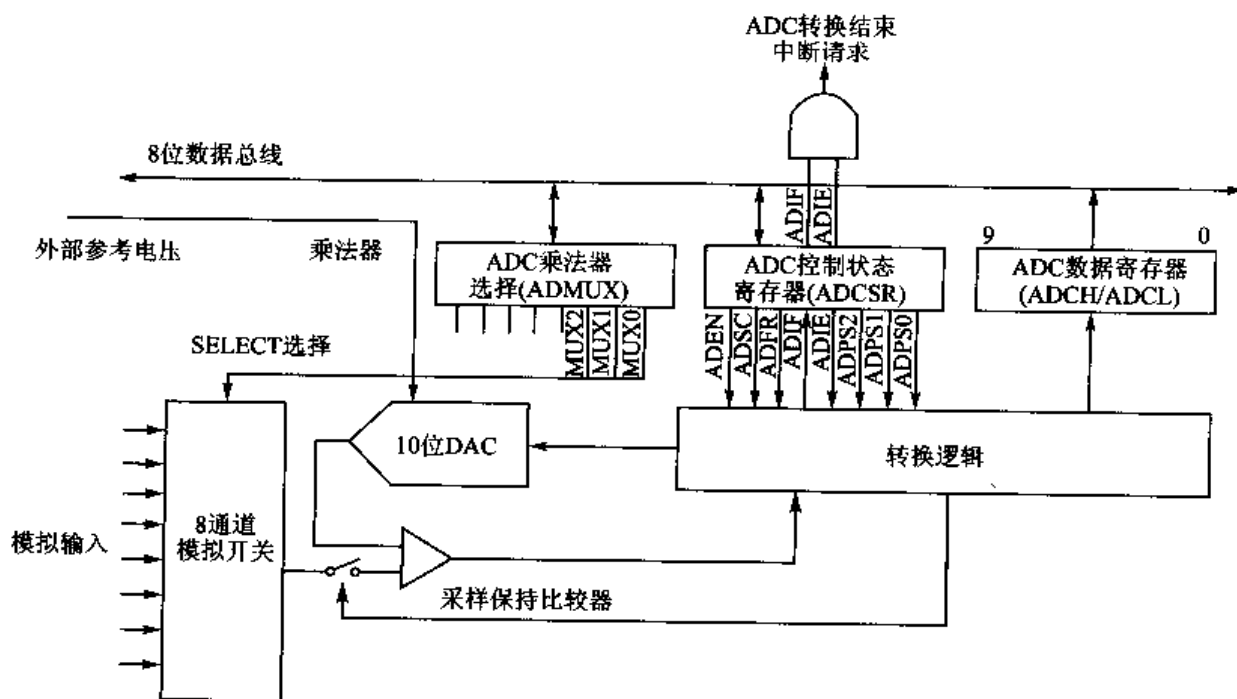 ADC转换结束
中断请求
8位数据总线
ADIF
ADIE
外部参考电压
乘法器
ADC乘法器
选择(ADMUX)
ADC控制状态
寄存器(ADCSR)
9
0
ADC数据寄存器
(ADCH/ADCL)
MUX2
MUX1
MUX0
ADEN
ADSC
ADFR
ADIF
ADIE
ADPS2
ADPS1
ADPS0
SELECT选择
10位DAC
转换逻辑
模拟输入
8通道
模拟开关
采样保持比较器